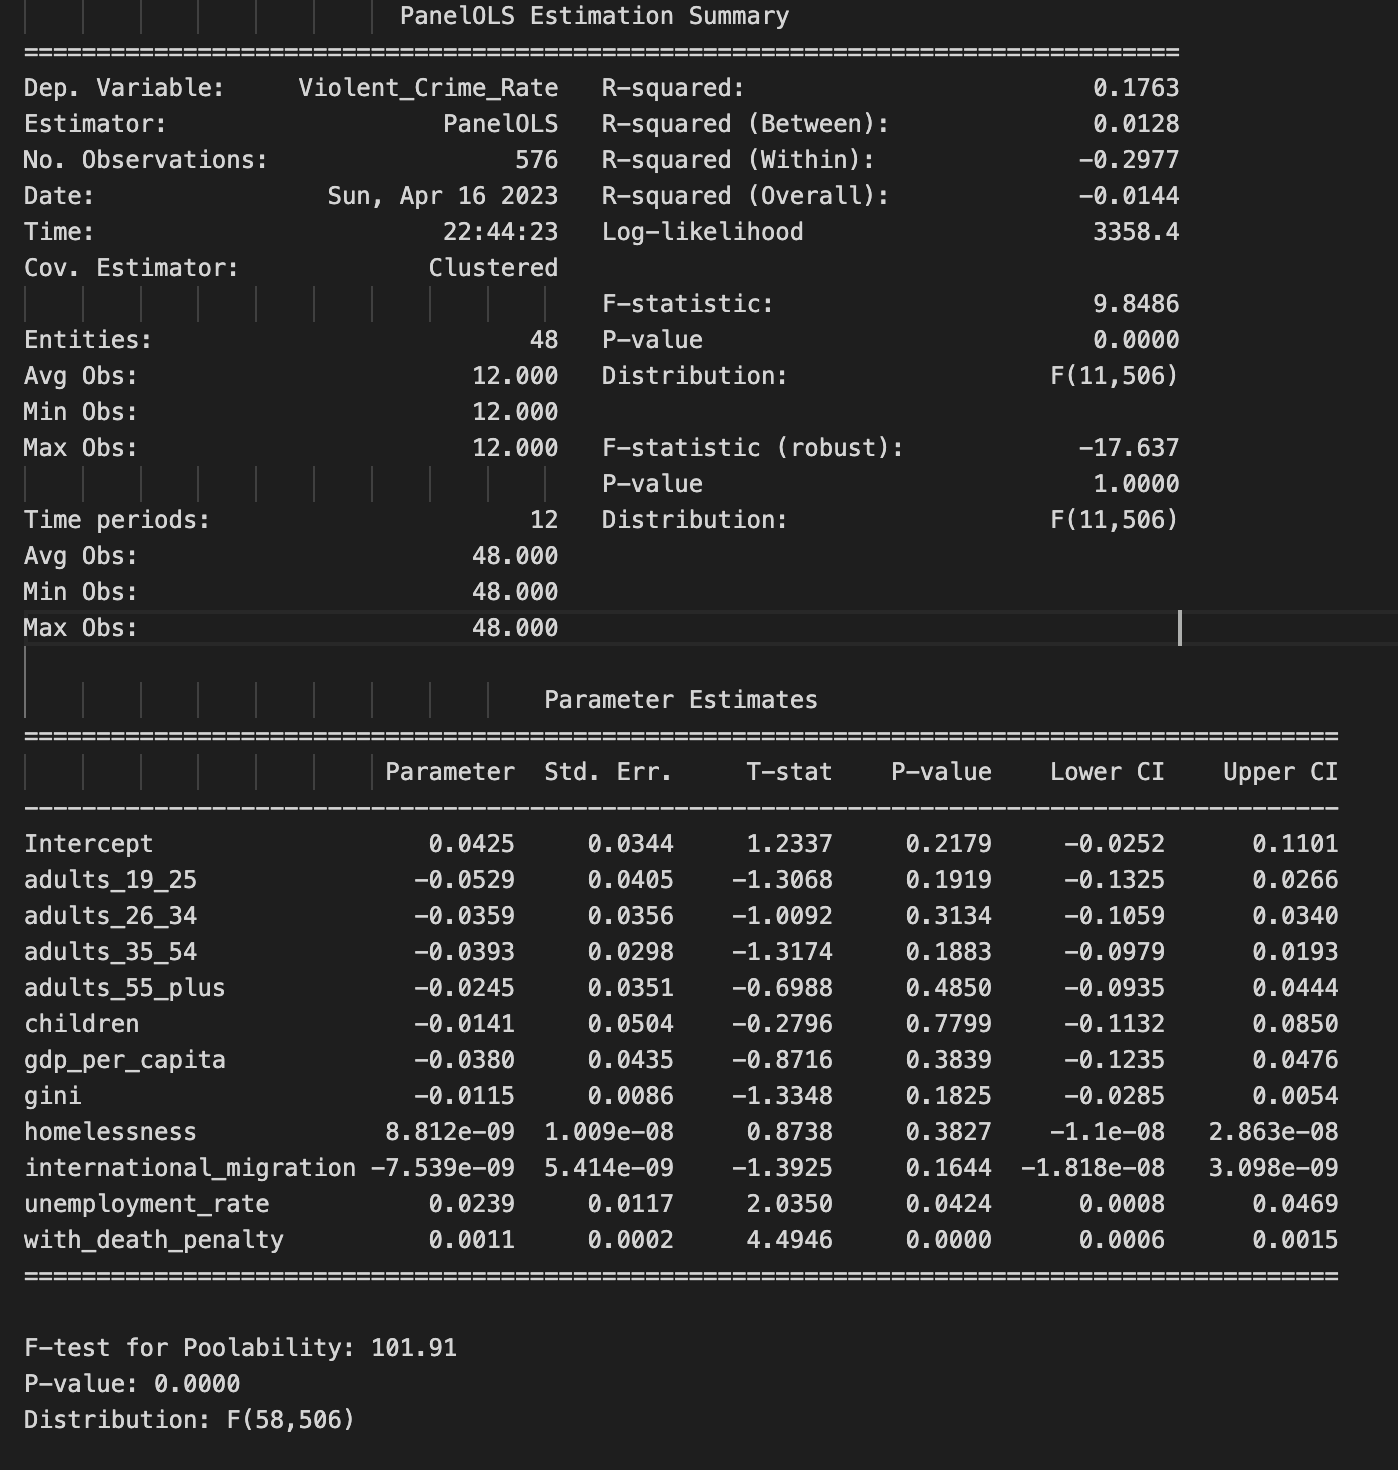 PanelOLS Estimation Summary
================================================================================
Dep. Variable:     Violent_Crime_Rate   R-squared:                        0.1763
Estimator:                   PanelOLS   R-squared (Between):              0.0128
No. Observations:                 576   R-squared (Within):              -0.2977
Date:                Sun, Apr 16 2023   R-squared (Overall):             -0.0144
Time:                        22:44:23   Log-likelihood                    3358.4
Cov. Estimator:             Clustered
F-statistic:                      9.8486
Entities:                          48   P-value                           0.0000
Avg Obs:                       12.000   Distribution:                  F(11,506)
Min Obs:                       12.000
Max Obs:                       12.000   F-statistic (robust):            -17.637
P-value                           1.0000
Time periods:                      12   Distribution:                  F(11,506)
Avg Obs:                       48.000
Min Obs:                       48.000
Max Obs:                       48.000
Parameter Estimates
===========================================================================================
Parameter  Std. Err.     T-stat    P-value    Lower CI    Upper CI
-------------------------------------------------------------------------------------------
Intercept                   0.0425     0.0344     1.2337     0.2179     -0.0252      0.1101
adults_19_25               -0.0529     0.0405    -1.3068     0.1919     -0.1325      0.0266
adults_26_34               -0.0359     0.0356    -1.0092     0.3134     -0.1059      0.0340
adults_35_54               -0.0393     0.0298    -1.3174     0.1883     -0.0979      0.0193
adults_55_plus             -0.0245     0.0351    -0.6988     0.4850     -0.0935      0.0444
children                   -0.0141     0.0504    -0.2796     0.7799     -0.1132      0.0850
gdp_per_capita             -0.0380     0.0435    -0.8716     0.3839     -0.1235      0.0476
gini                       -0.0115     0.0086    -1.3348     0.1825     -0.0285      0.0054
homelessness             8.812e-09  1.009e-08     0.8738     0.3827    -1.1e-08   2.863e-08
international_migration -7.539e-09  5.414e-09    -1.3925     0.1644  -1.818e-08   3.098e-09
unemployment_rate           0.0239     0.0117     2.0350     0.0424      0.0008      0.0469
with_death_penalty          0.0011     0.0002     4.4946     0.0000      0.0006      0.0015
===========================================================================================
F-test for Poolability: 101.91
P-value: 0.0000
Distribution: F(58,506)